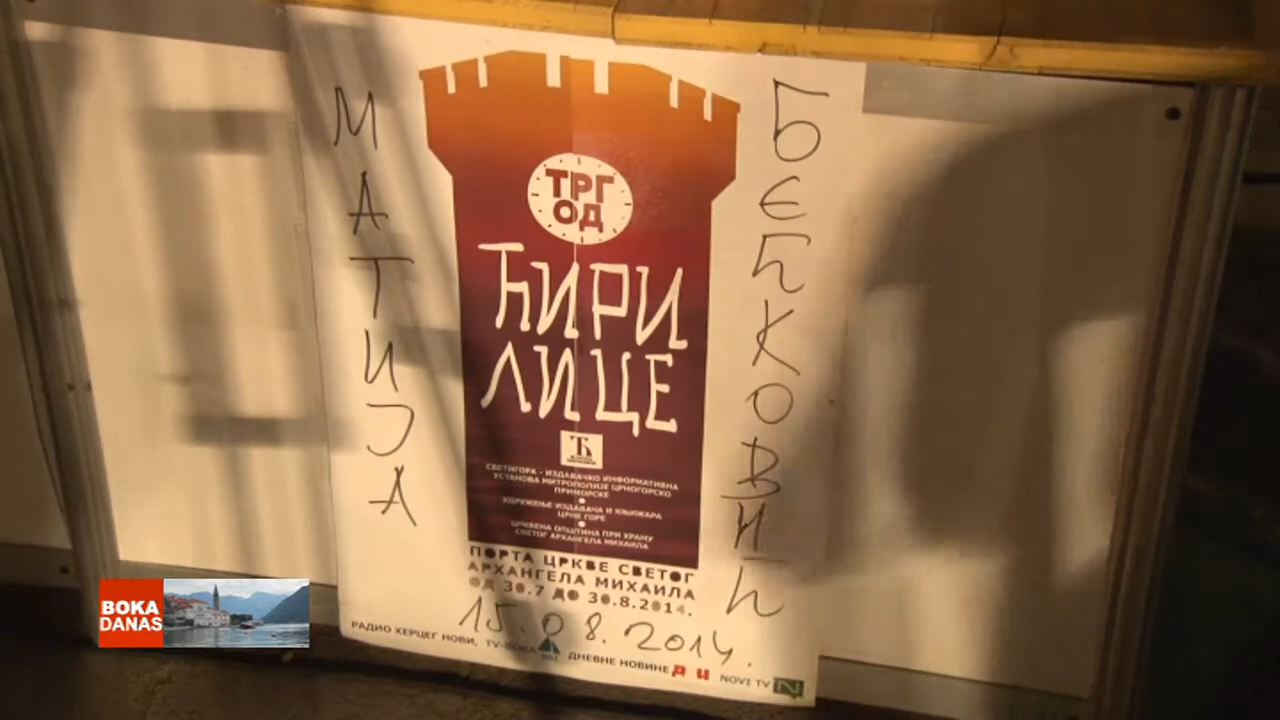 МАТИЈА
БЕЋКОВИЋ
ТРГ
ОД
ЋИРИ
ЛИЦЕ
Ћ
СВЕТИГОРА - ИЗДАВАЧКО ИНФОРМАТИВНА
УСТАНОВА МИТРОПОЛИЈЕ ЦРНОГОРСКО
ПРИМОРСКЕ
УДРУЖЕЊЕ ИЗДАВАЧА И КЊИЖАРА
ЦРНЕ ГОРЕ
ЦРКВЕНА ОПШТИНА ПРИ ХРАМУ
СВЕТОГ АРХАНГЕЛА МИХАИЛА
ПОРТА ЦРКВЕ СВЕТОГ
АРХАНГЕЛА МИХАИЛА
ОД 30.7 ДО 30.8.2014.
15.08.2014.
РАДИО ХЕРЦЕГ НОВИ, TV-BOKA ДНЕВНЕ НОВИНЕ Д И NOVI TV N
BOKA
DANAS